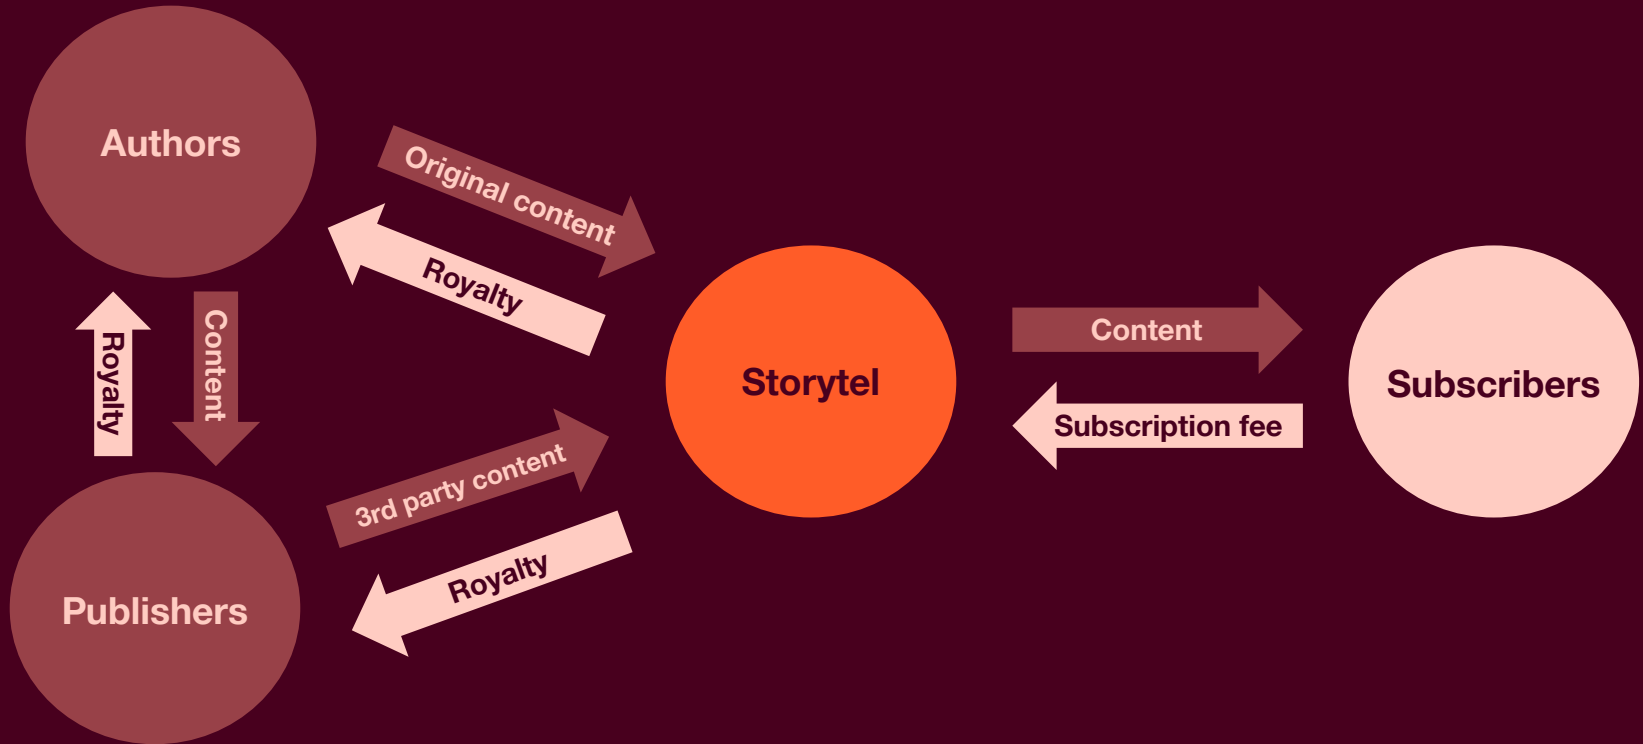 Authors
Original content
Royalty
Royalty
Content
Storytel
Content
Subscription fee
Subscribers
3rd party content
Royalty
Publishers